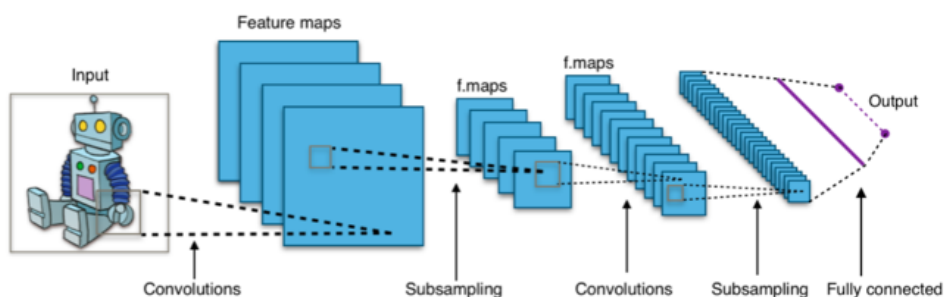 Feature maps
Input
f.maps
f.maps
Output
Convolutions
Subsampling
Convolutions
Subsampling
Fully connected